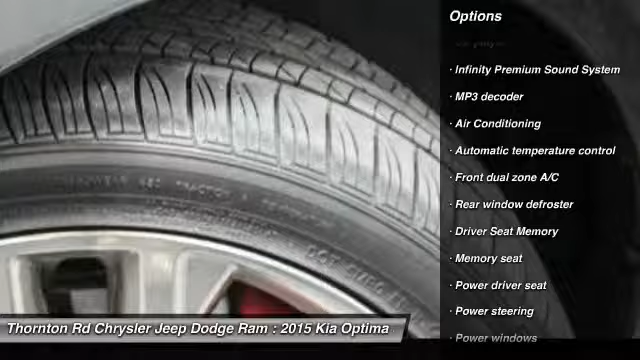 Options
· Infinity Premium Sound System
· MP3 decoder
· Air Conditioning
· Automatic temperature control
· Front dual zone A/C
· Rear window defroster
· Driver Seat Memory
· Memory seat
· Power driver seat
· Power steering
· Power windows
Thornton Rd Chrysler Jeep Dodge Ram : 2015 Kia Optima